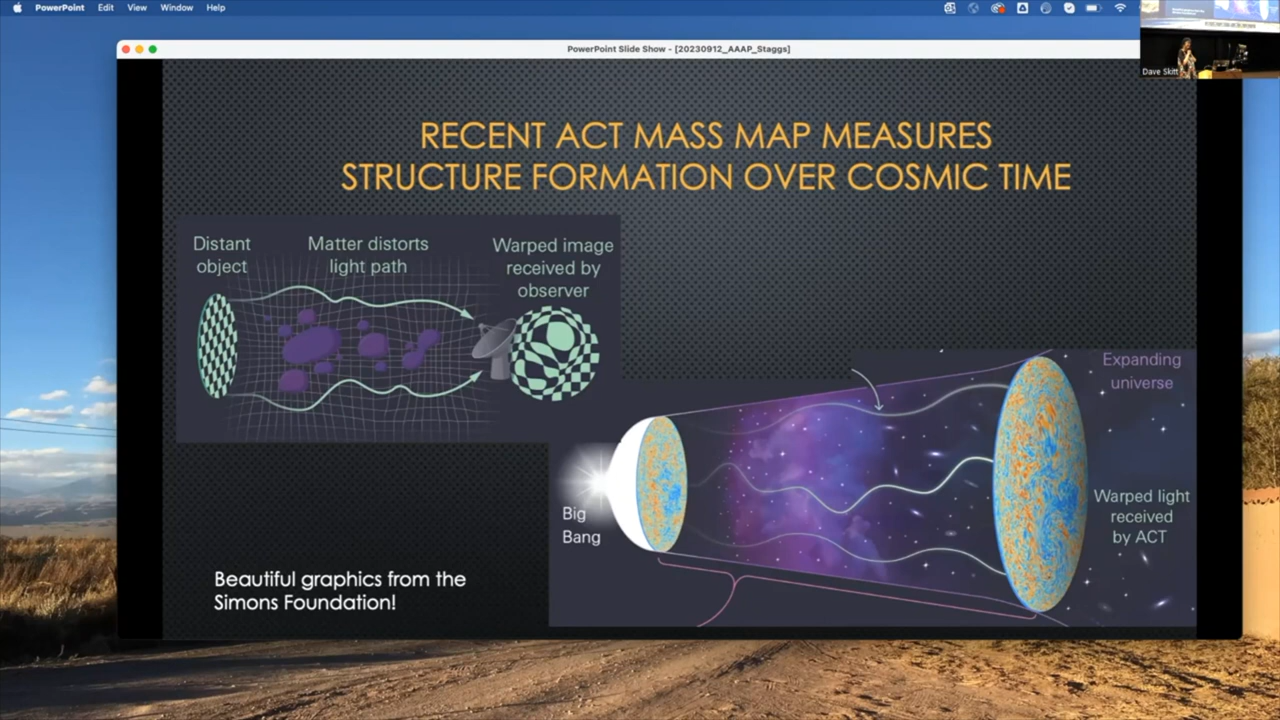 PowerPoint Edit View Window Help
PowerPoint Slide Show - [20230912_AAAP_Staggs]
Dave Skitt
RECENT ACT MASS MAP MEASURES
STRUCTURE FORMATION OVER COSMIC TIME
Distant
object
Matter distorts
light path
Warped image
received by
observer
Expanding
universe
Big
Bang
Warped light
received
by ACT
Beautiful graphics from the
Simons Foundation!